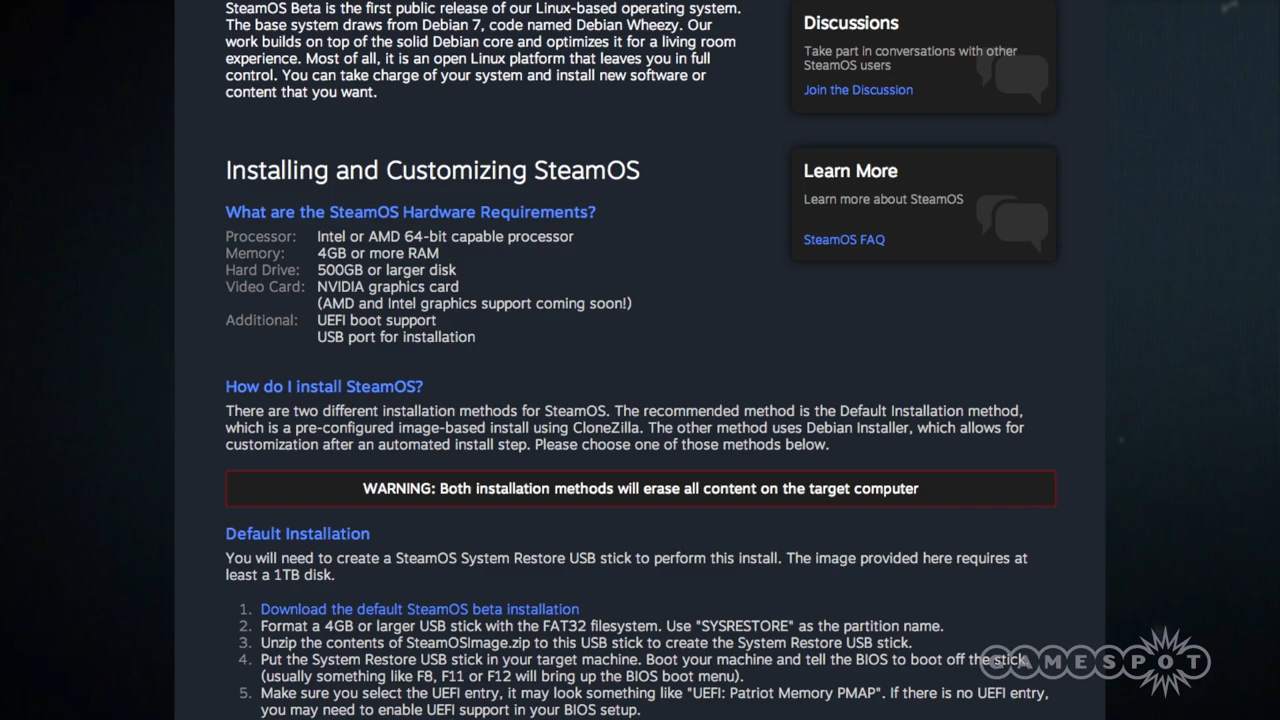 SteamOS Beta is the first public release of our Linux-based operating system.
The base system draws from Debian 7, code named Debian Wheezy. Our
work builds on top of the solid Debian core and optimizes it for a living room
experience. Most of all, it is an open Linux platform that leaves you in full
control. You can take charge of your system and install new software or
content that you want.
Discussions
Take part in conversations with other
SteamOS users
Join the Discussion
Learn More
Learn more about SteamOS
SteamOS FAQ
Installing and Customizing SteamOS
What are the SteamOS Hardware Requirements?
Processor: Intel or AMD 64-bit capable processor
Memory: 4GB or more RAM
Hard Drive: 500GB or larger disk
Video Card: NVIDIA graphics card
(AMD and Intel graphics support coming soon!)
Additional: UEFI boot support
USB port for installation
How do I install SteamOS?
There are two different installation methods for SteamOS. The recommended method is the Default Installation method,
which is a pre-configured image-based install using CloneZilla. The other method uses Debian Installer, which allows for
customization after an automated install step. Please choose one of those methods below.
WARNING: Both installation methods will erase all content on the target computer
Default Installation
You will need to create a SteamOS System Restore USB stick to perform this install. The image provided here requires at
least a 1TB disk.
1. Download the default SteamOS beta installation
2. Format a 4GB or larger USB stick with the FAT32 filesystem. Use "SYSRESTORE" as the partition name.
3. Unzip the contents of SteamOSImage.zip to this USB stick to create the System Restore USB stick.
4. Put the System Restore USB stick in your target machine. Boot your machine and tell the BIOS to boot off the stick
(usually something like F8, F11 or F12 will bring up the BIOS boot menu).
5. Make sure you select the UEFI entry, it may look something like "UEFI: Patriot Memory PMAP". If there is no UEFI entry,
you may need to enable UEFI support in your BIOS setup.
GAMESPOT